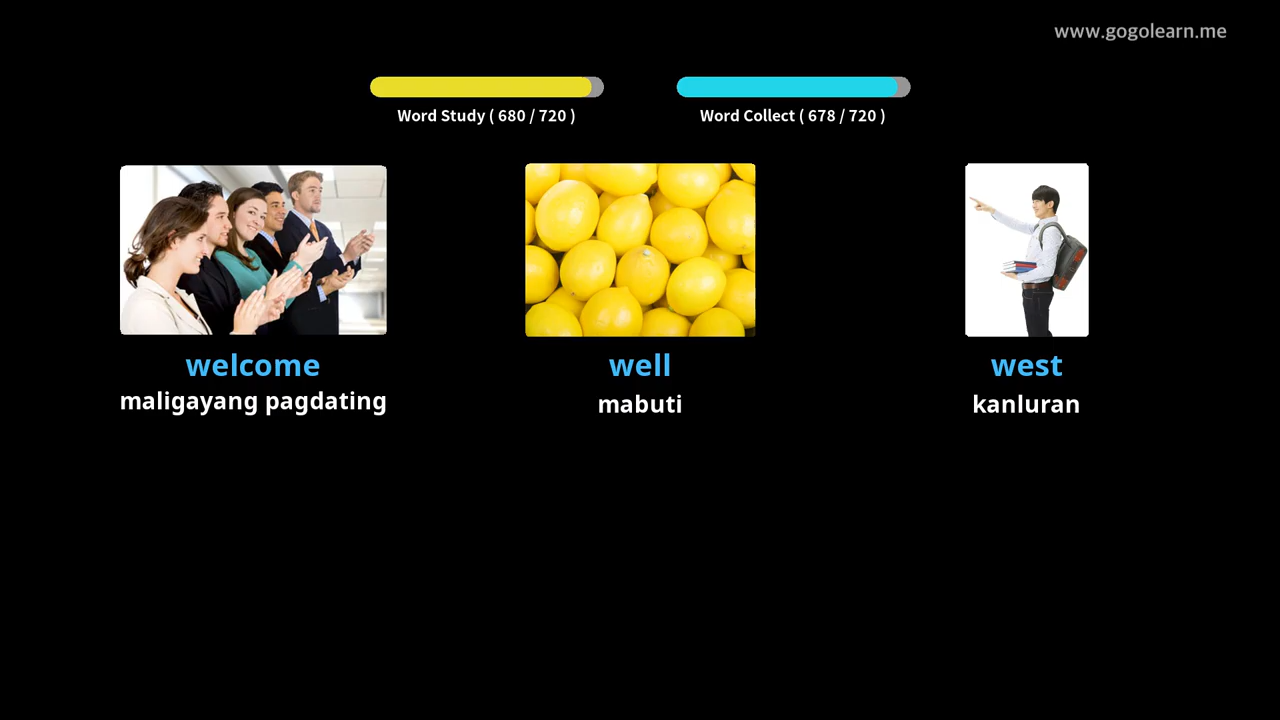 www.gogolearn.me
Word Study ( 680 / 720 )
Word Collect ( 678 / 720 )
welcome
maligayang pagdating
well
mabuti
west
kanluran